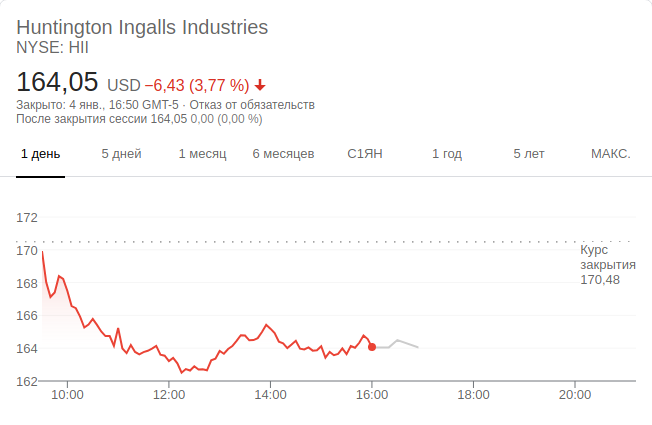 Huntington Ingalls Industries
NYSE: HII
164,05 USD −6,43 (3,77 %)
Закрыто: 4 янв., 16:50 GMT-5 · Отказ от обязательств
После закрытия сессии 164,05 0,00 (0,00 %)
1 день 5 дней 1 месяц 6 месяцев С1ЯН 1 год 5 лет МАКС.
172
170
Курс
закрытия
170,48
168
166
164
162
10:00 12:00 14:00 16:00 18:00 20:00